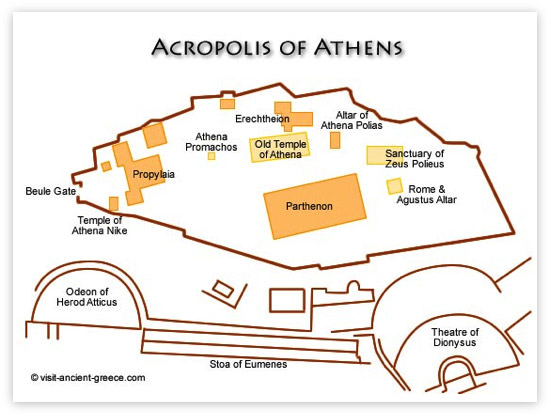 ACROPOLIS OF ATHENS
Erechtheion
Altar of
Athena Polias
Athena
Promachos
Old Temple
of Athena
Sanctuary of
Zeus Polieus
Propylaia
Beule Gate
Rome &
Agustus Altar
Parthenon
Temple of
Athena Nike
Odeon of
Herod Atticus
Theatre of
Dionysus
Stoa of Eumenes
© visit-ancient-greece.com